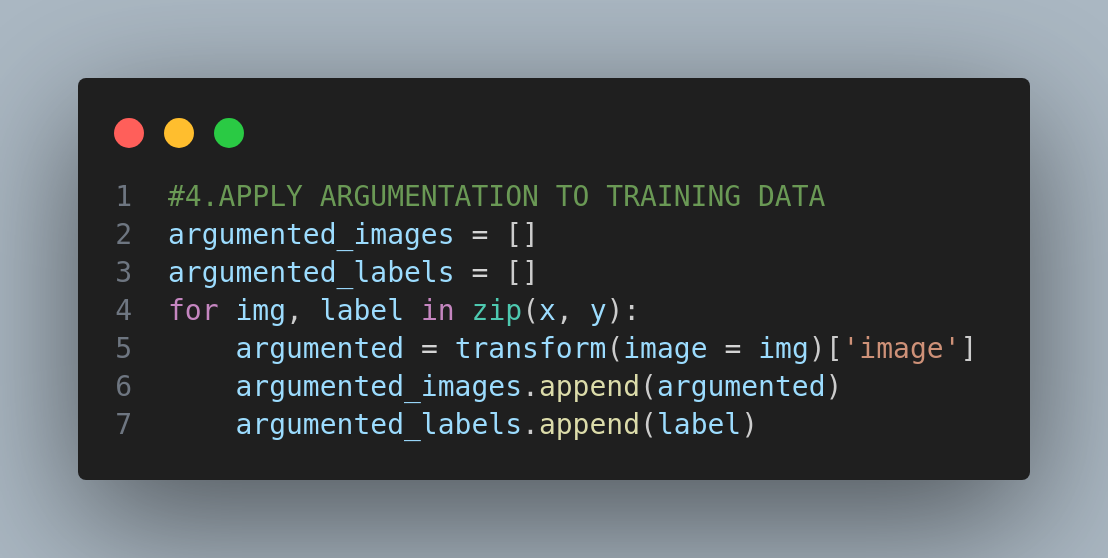 1 #4.APPLY ARGUMENTATION TO TRAINING DATA
2 argumented_images = []
3 argumented_labels = []
4 for img, label in zip(x, y):
5     argumented = transform(image = img)['image']
6     argumented_images.append(argumented)
7     argumented_labels.append(label)